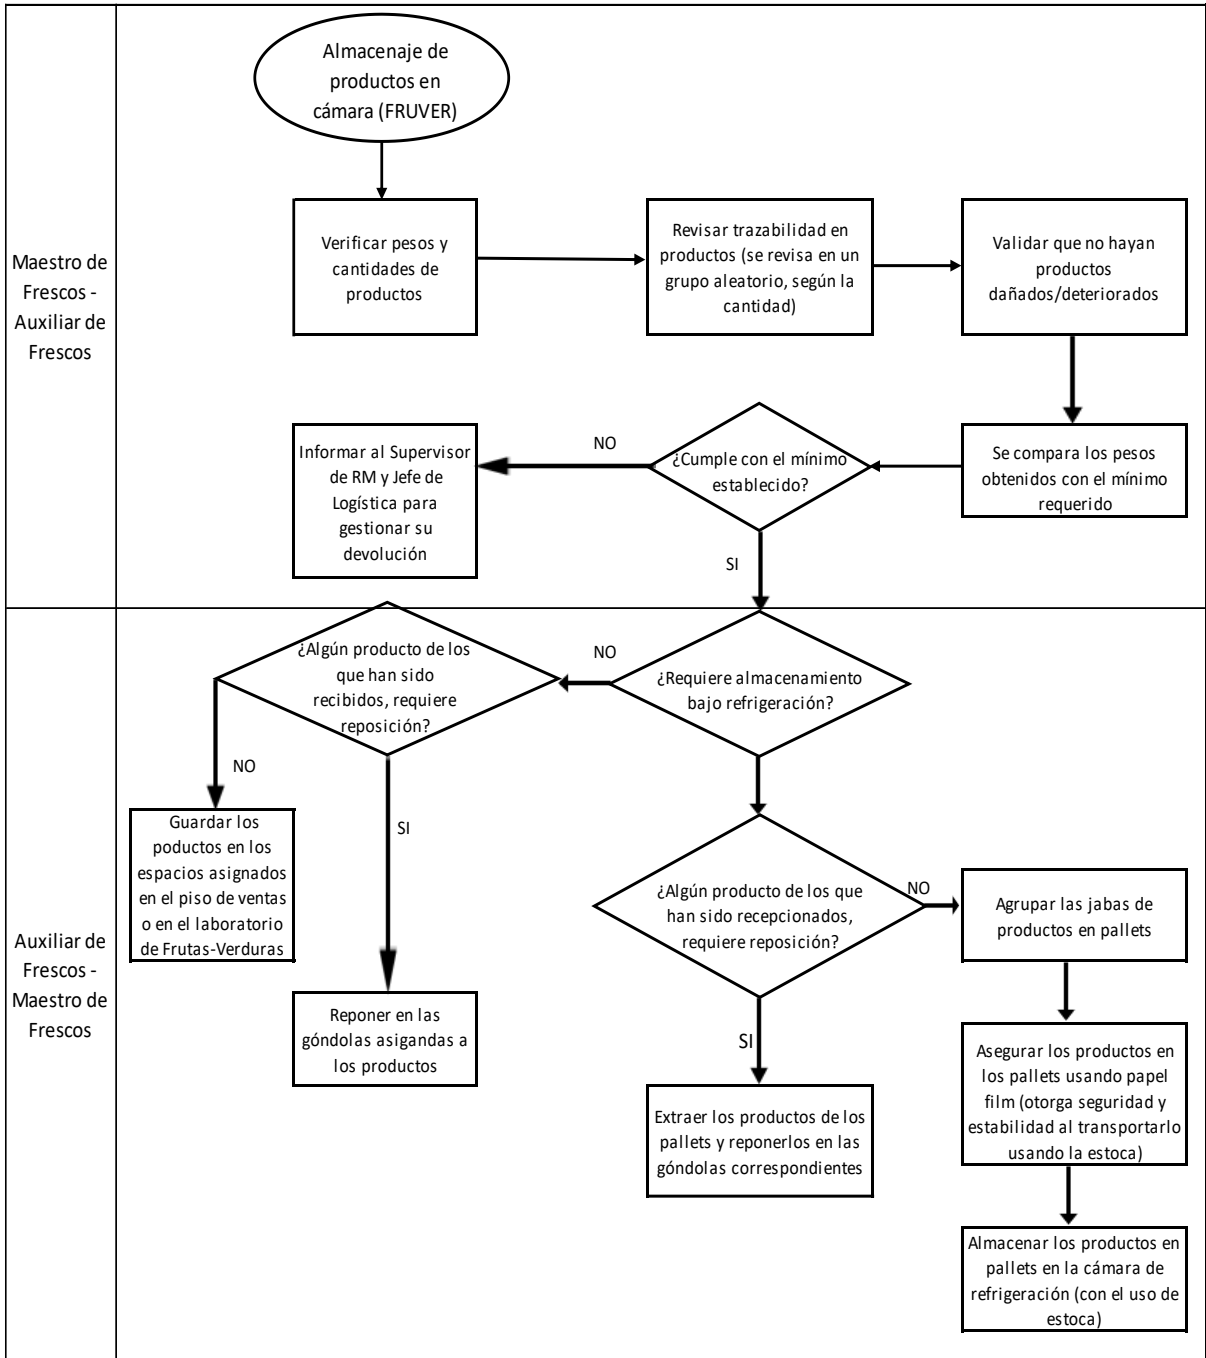 Almacenaje de
productos en
cámara (FRUVER)
Maestro de
Frescos -
Auxiliar de
Frescos
Verificar pesos y
cantidades de
productos
Revisar trazabilidad en
productos (se revisa en un
grupo aleatorio, según la
cantidad)
Validar que no hayan
productos
dañados/deteriorados
Se compara los pesos
obtenidos con el mínimo
requerido
¿Cumple con el mínimo
establecido?
NO
Informar al Supervisor
de RM y Jefe de
Logística para
gestionar su
devolución
SI
Auxiliar de
Frescos -
Maestro de
Frescos
¿Requiere almacenamiento
bajo refrigeración?
NO
¿Algún producto de los
que han sido
recibidos, requiere
reposición?
NO
Guardar los
poductos en los
espacios asignados
en el piso de ventas
o en el laboratorio
de Frutas-Verduras
SI
Reponer en las
góndolas asigandas a
los productos
¿Algún producto de los que
han sido recepcionados,
requiere reposición?
NO
Agrupar las jabas de
productos en pallets
SI
Extraer los productos de los
pallets y reponerlos en las
góndolas correspondientes
Asegurar los productos en
los pallets usando papel
film (otorga seguridad y
estabilidad al transportarlo
usando la estoca)
Almacenar los productos en
pallets en la cámara de
refrigeración (con el uso de
estoca)